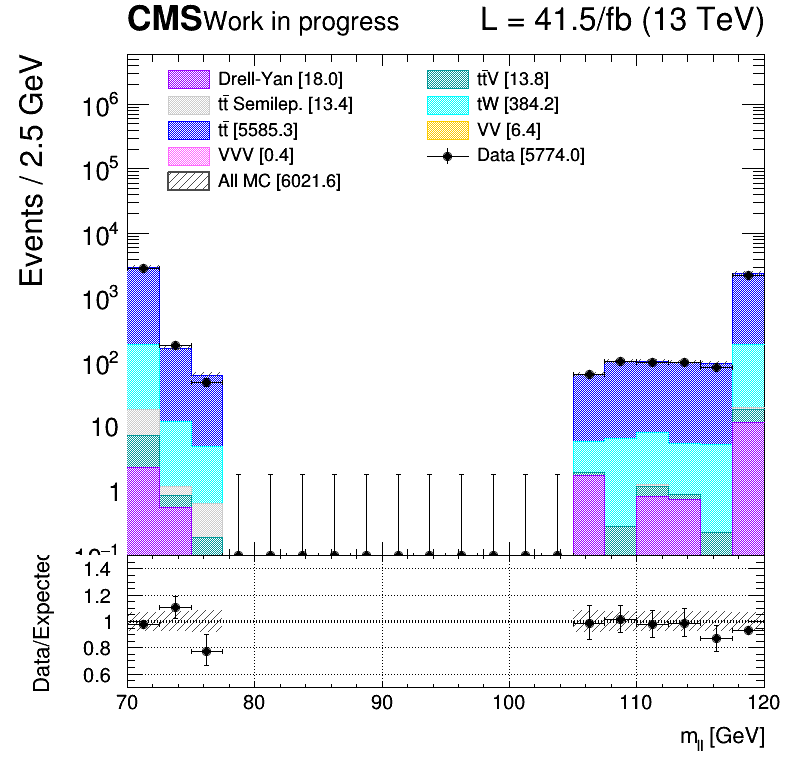 CMS Work in progress L = 41.5/fb (13 TeV)
Events / 2.5 GeV
Drell-Yan [18.0]
tt̄ Semilep. [13.4]
tt̄ [5585.3]
VVV [0.4]
All MC [6021.6]
tt̄V [13.8]
tW [384.2]
VV [6.4]
Data [5774.0]
10⁶
10⁵
10⁴
10³
10²
10
1
10⁻¹
Data/Expected
1.4
1.2
1
0.8
0.6
70 80 90 100 110 120
m_ll [GeV]